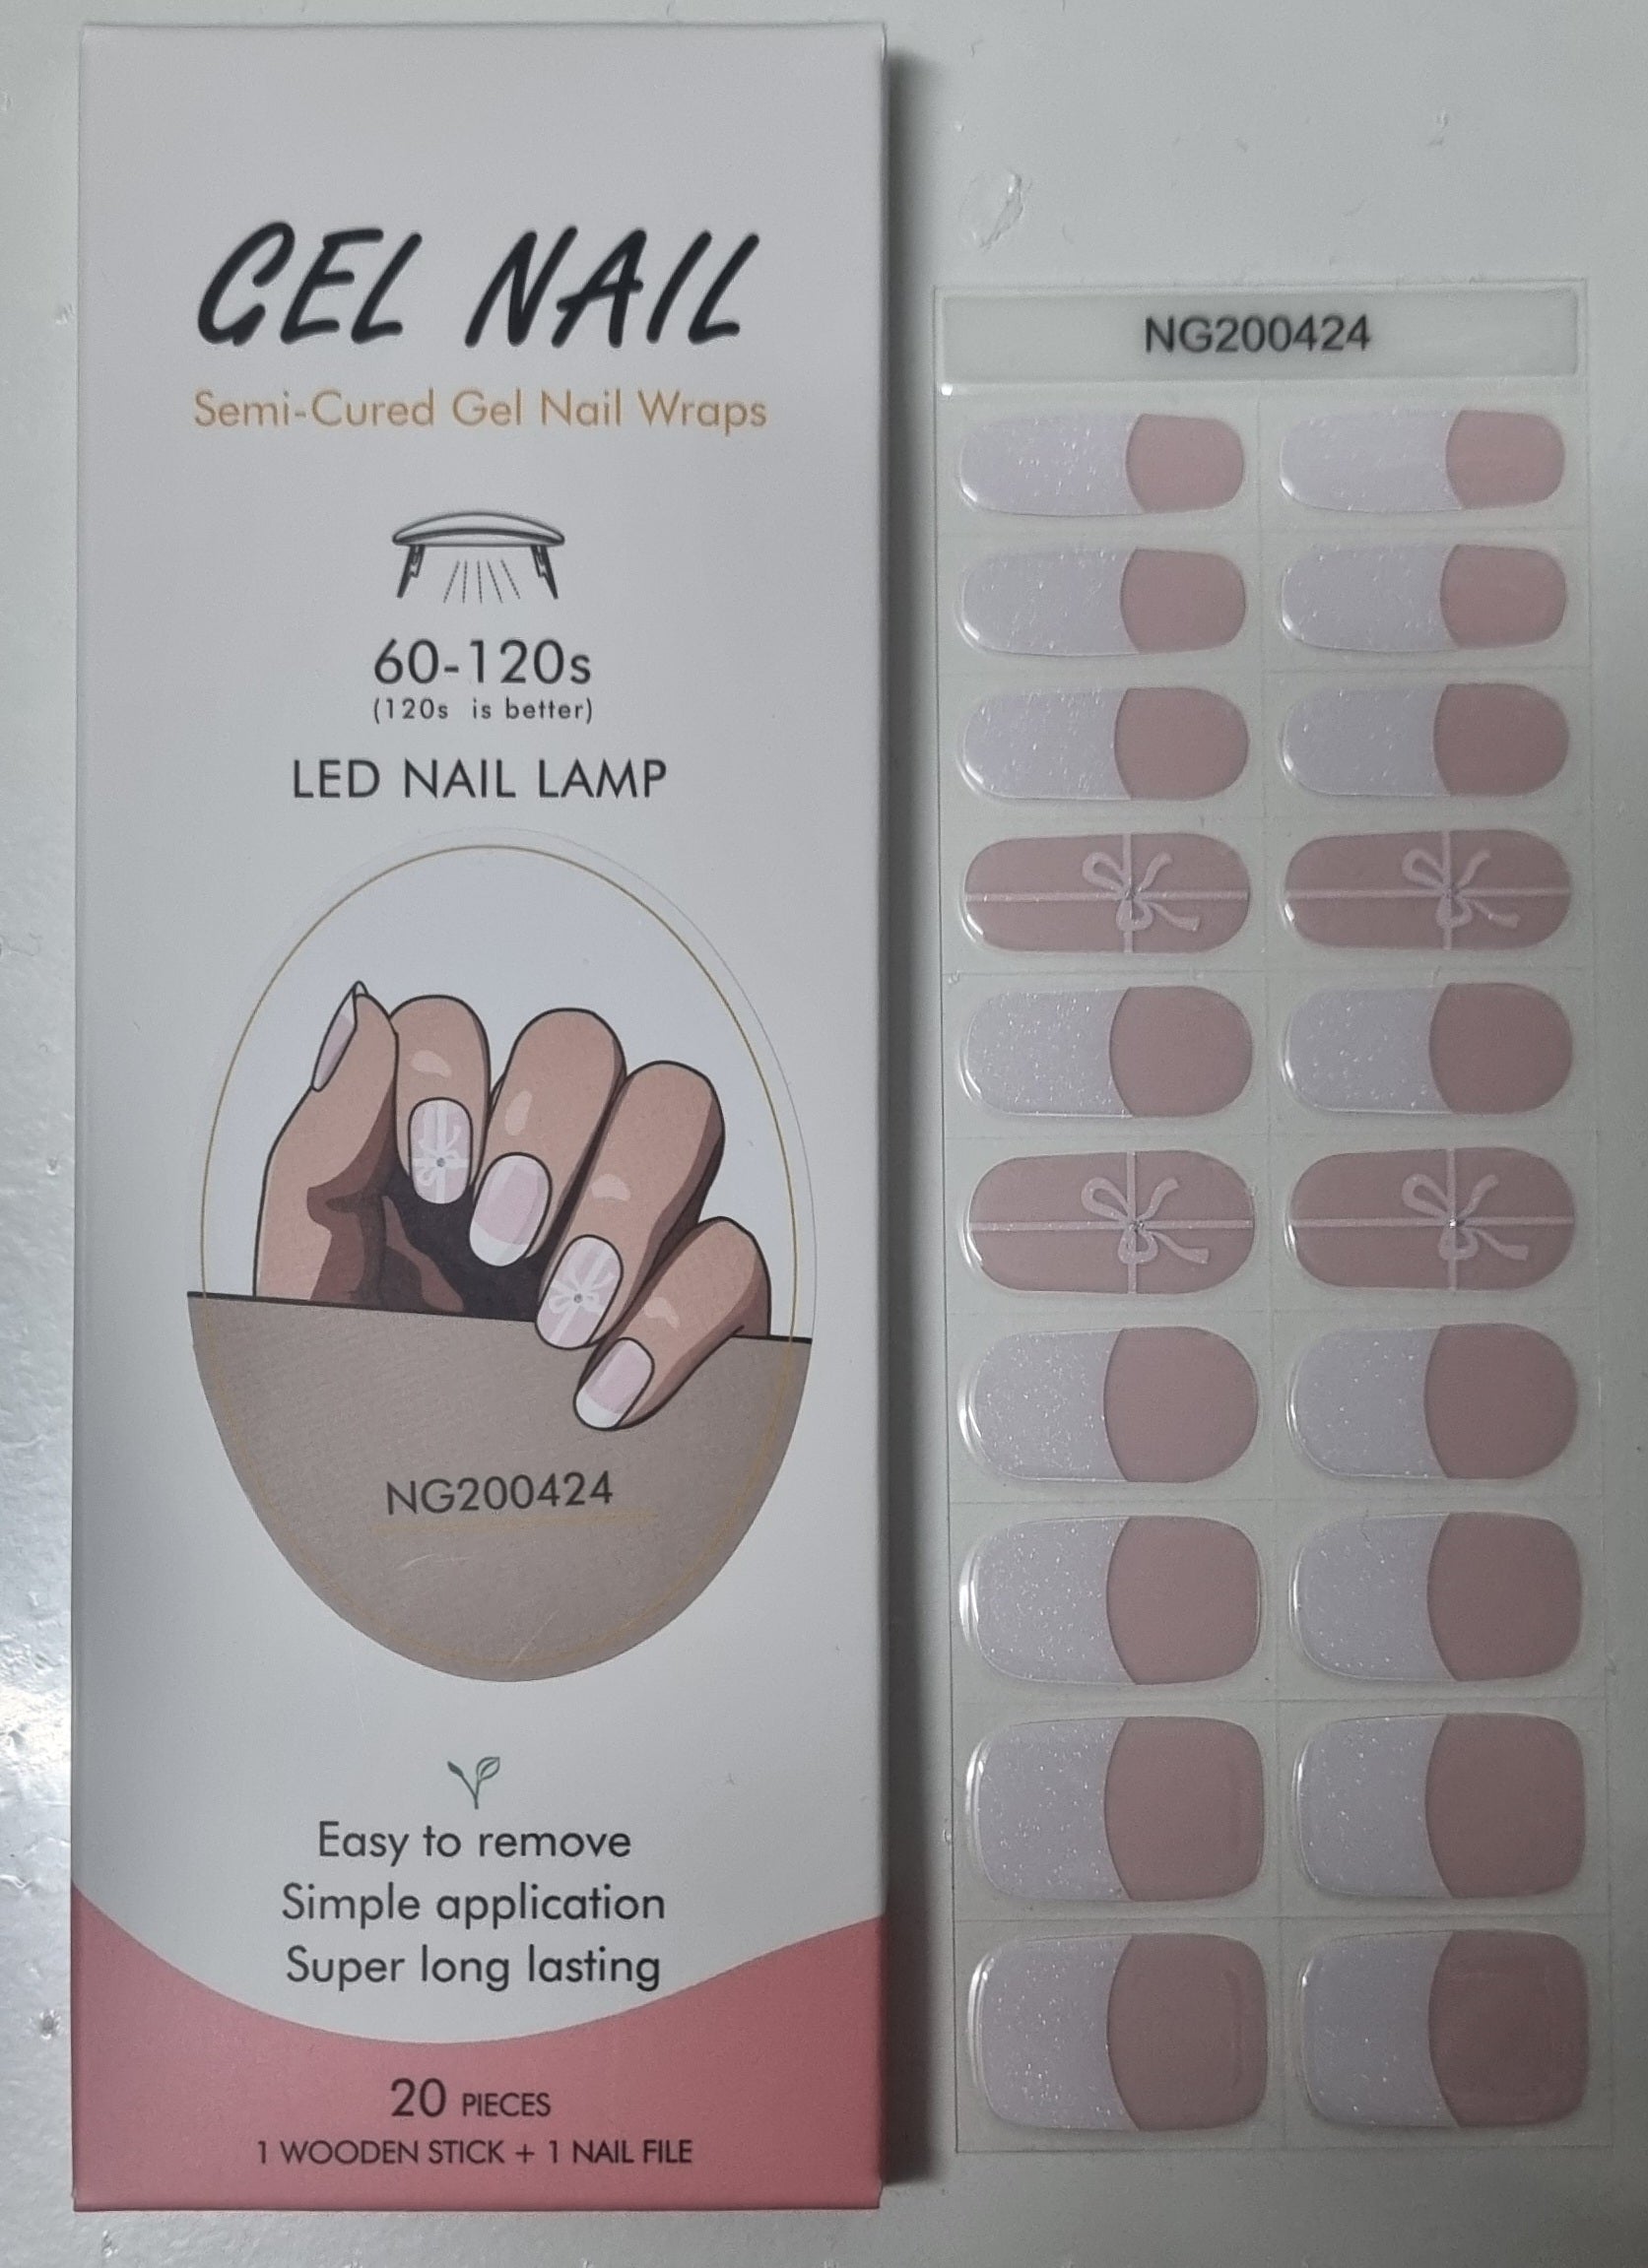 GEL NAIL
Semi-Cured Gel Nail Wraps
60-120s
(120s is better)
LED NAIL LAMP
NG200424
Easy to remove
Simple application
Super long lasting
20 PIECES
1 WOODEN STICK + 1 NAIL FILE
NG200424